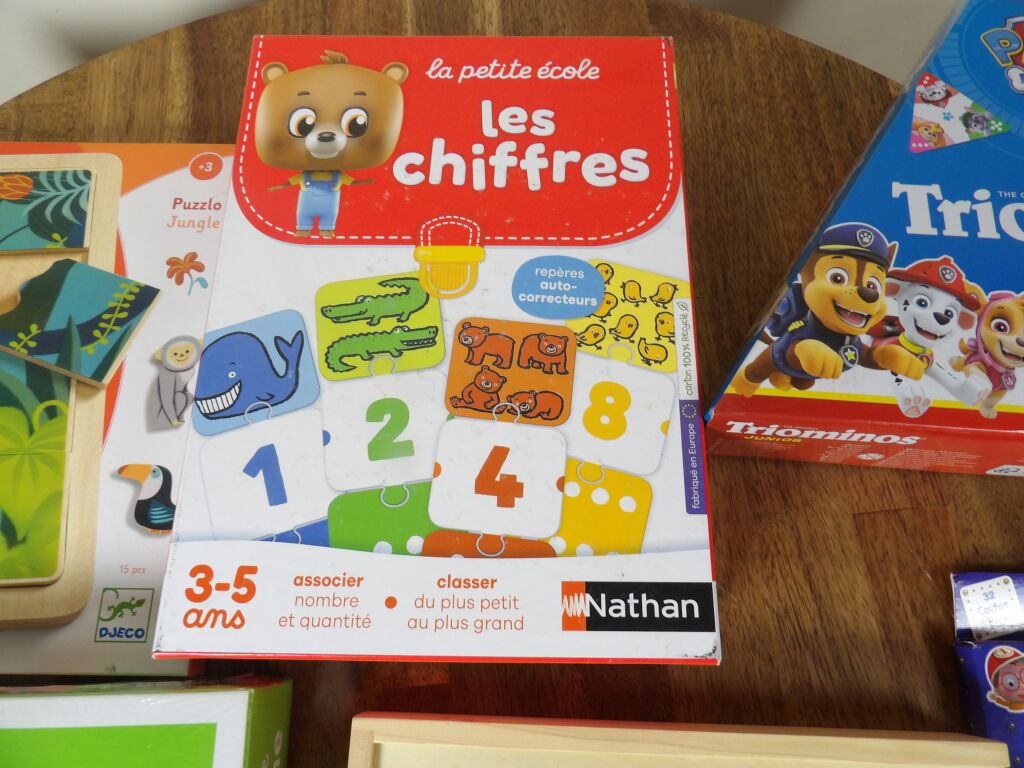 la petite école
les
chiffres
repères
auto-
correcteurs
1
2
4
8
carton 100% Recyclé
fabriqué en Europe
3-5
ans
associer
nombre
et quantité
classer
du plus petit
au plus grand
Nathan
+3
Puzzlo
Jungle
15 pcs
DJECO
Triominos
JUNIOR
32
Cartes